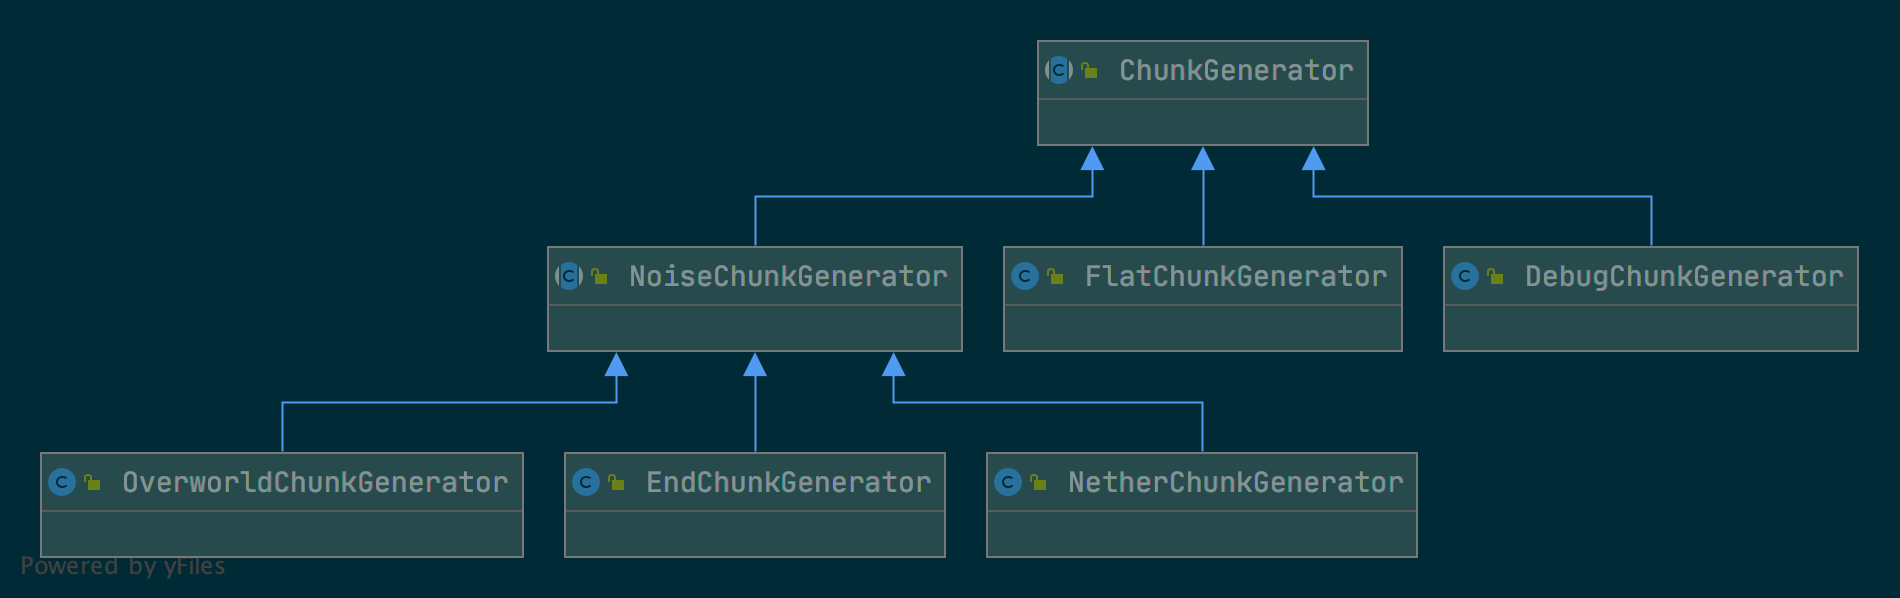 ChunkGenerator
NoiseChunkGenerator
FlatChunkGenerator
DebugChunkGenerator
OverworldChunkGenerator
EndChunkGenerator
NetherChunkGenerator
Powered by yFiles